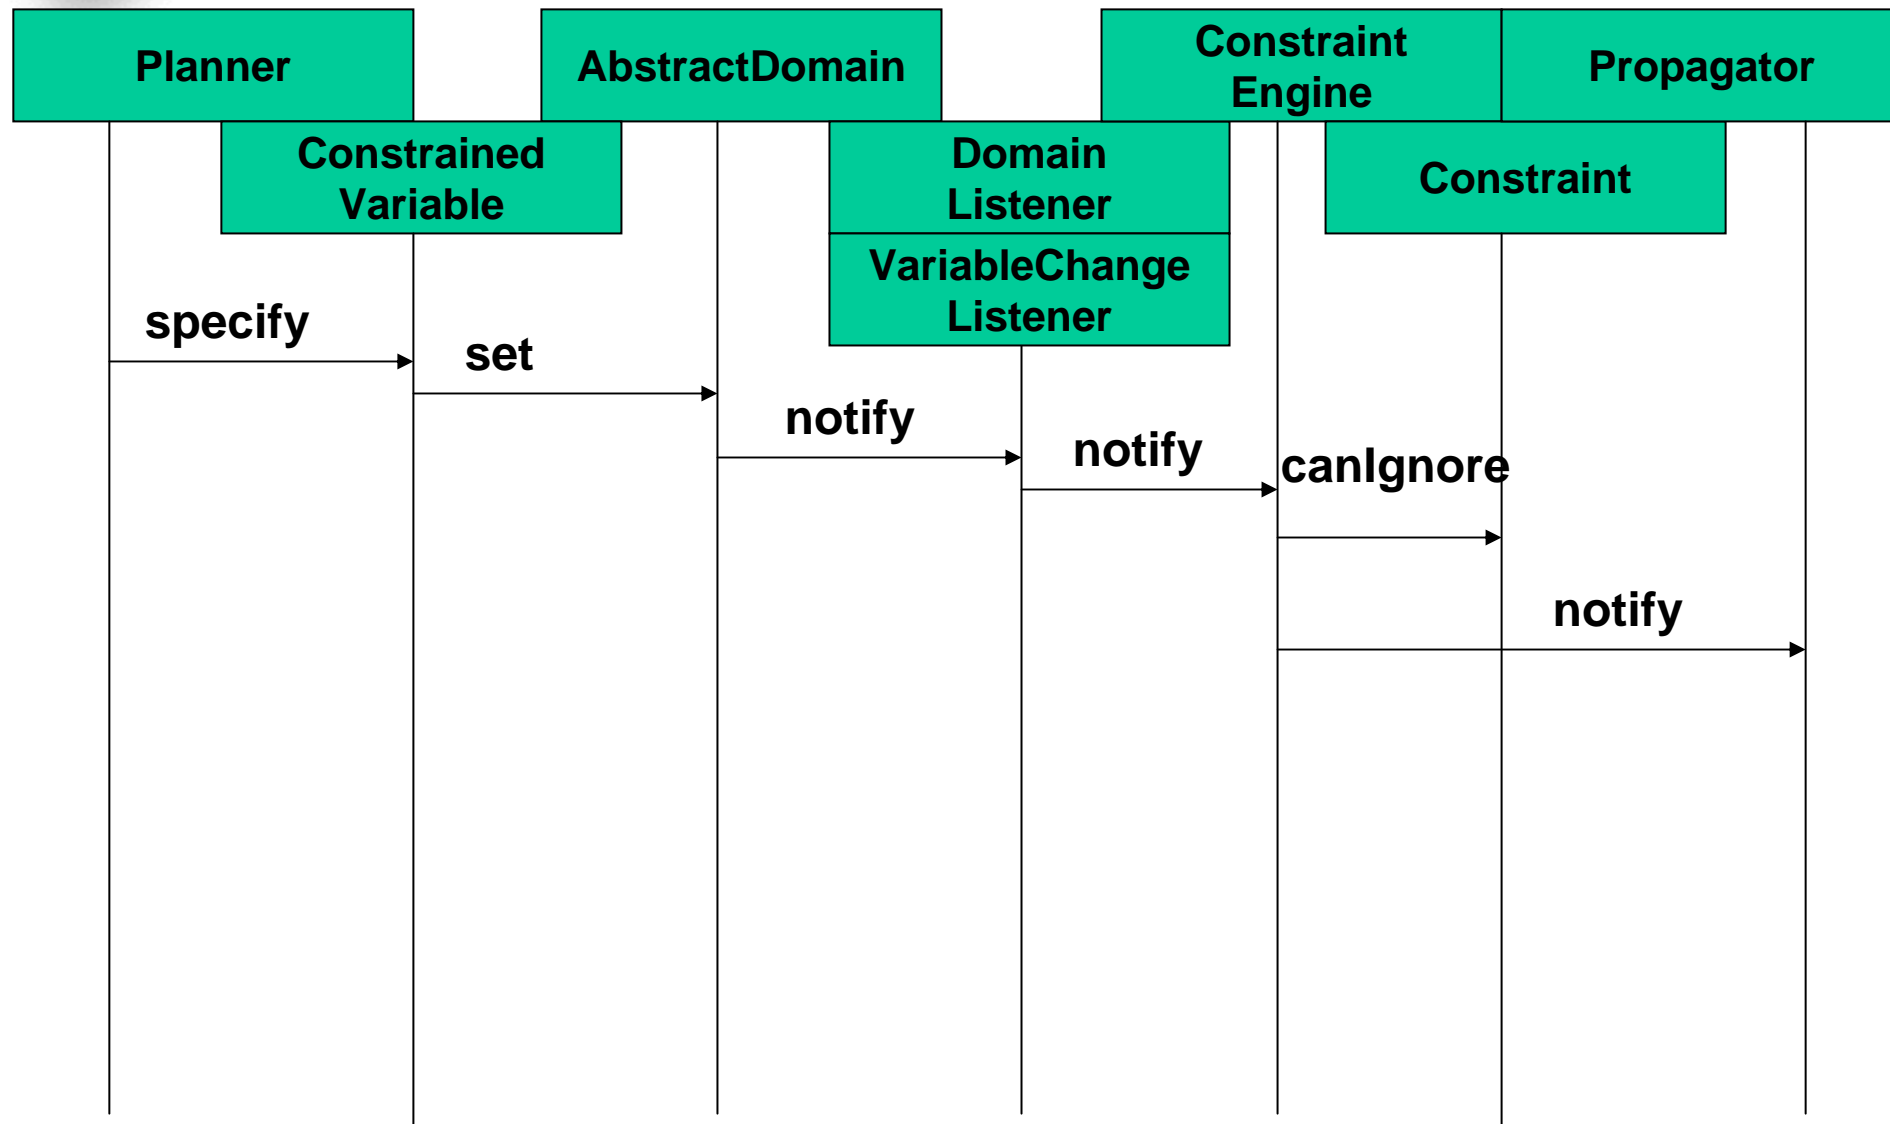 Planner
AbstractDomain
Constraint
Engine
Propagator
Constrained
Variable
Domain
Listener
Constraint
VariableChange
Listener
specify
set
notify
notify
canIgnore
notify